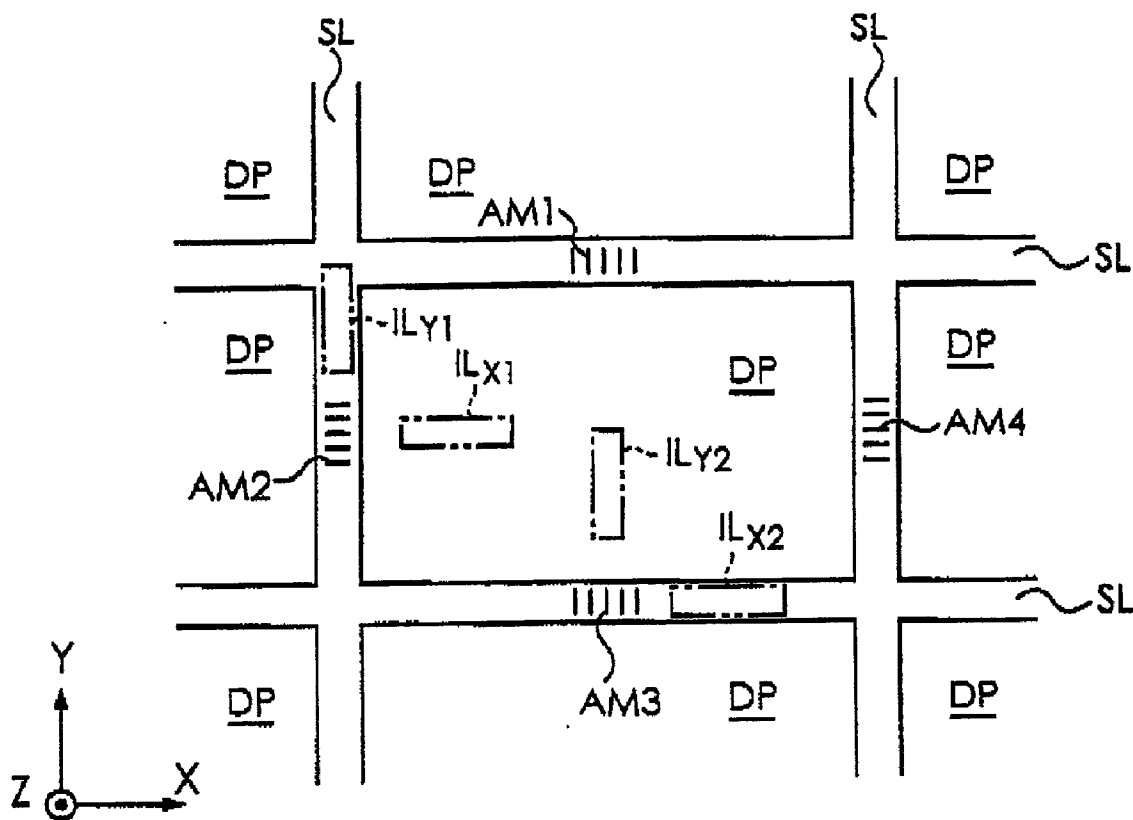 SL SL
DP DP DP
AM1
SL
ILY1
DP DP DP
ILX1
AM4
ILY2
AM2
ILX2
SL
Y
AM3
DP DP DP
Z X